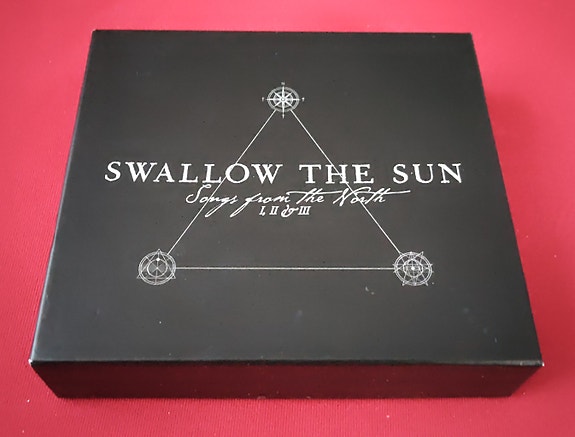 SWALLOW THE SUN
Songs from the North
I, II & III